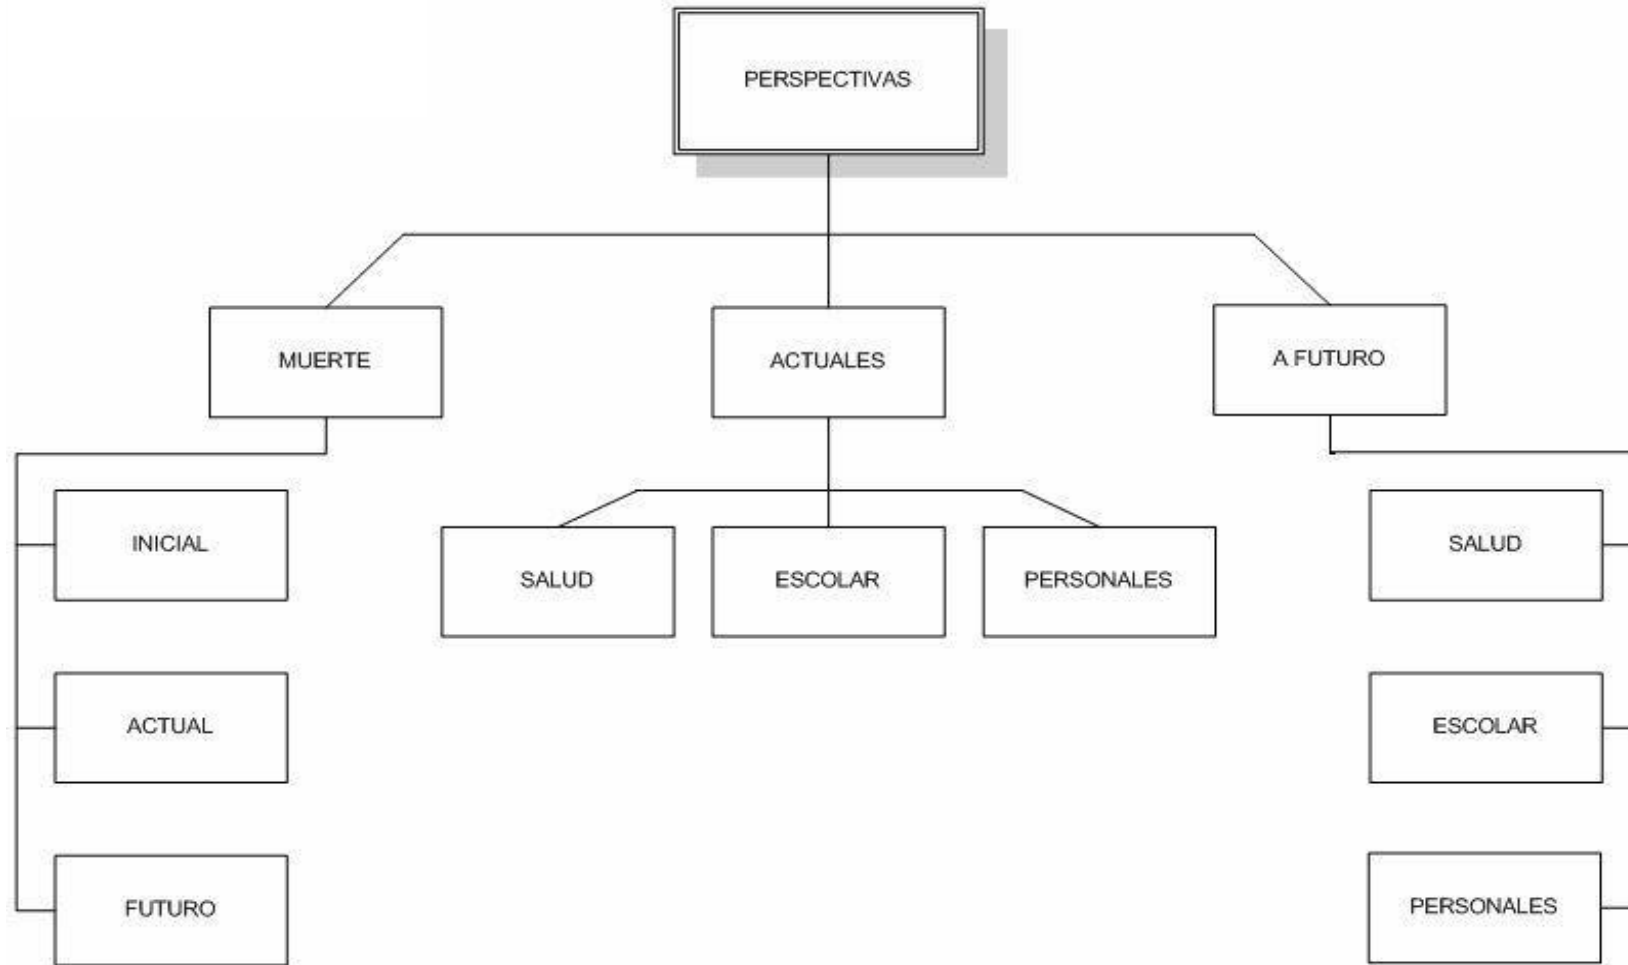 PERSPECTIVAS
MUERTE
ACTUALES
A FUTURO
INICIAL
ACTUAL
FUTURO
SALUD
ESCOLAR
PERSONALES
SALUD
ESCOLAR
PERSONALES